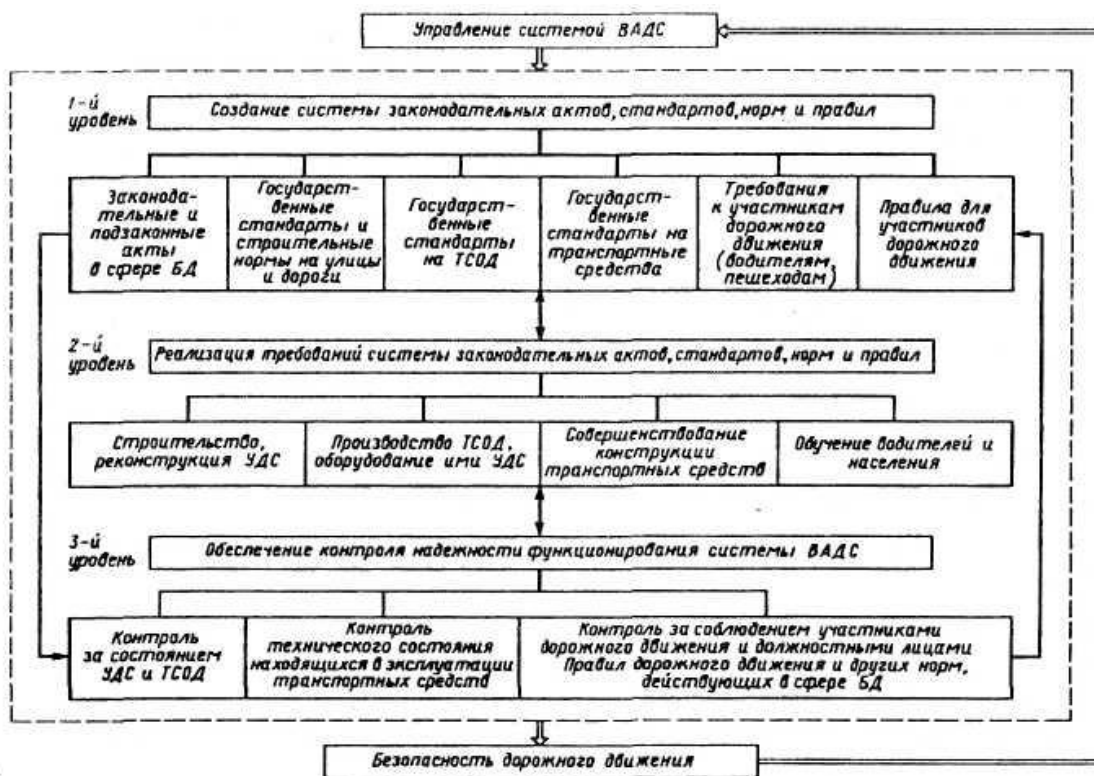 Управление системой ВАДС
1-й
уровень
Создание системы законодательных актов, стандартов, норм и правил
Законода-
тельные и
подзаконные
акты
в сфере БД
Государст-
венные
стандарты и
строительные
нормы на улицы
и дороги
Государст-
венные
стандарты
на ТСОД
Государст-
венные
стандарты на
транспортные
средства
Требования
к участникам
дорожного
движения
(водителям,
пешеходам)
Правила для
участников
дорожного
движения
2-й
уровень
Реализация требований системы законодательных актов, стандартов, норм и правил
Строительство,
реконструкция УДС
Производство ТСОД,
оборудование ими УДС
Совершенствование
конструкции
транспортных средств
Обучение водителей и
населения
3-й
уровень
Обеспечение контроля надежности функционирования системы ВАДС
Контроль
за состоянием
УДС и ТСОД
Контроль
технического состояния
находящихся в эксплуатации
транспортных средств
Контроль за соблюдением участниками
дорожного движения и должностными лицами
Правил дорожного движения и других норм,
действующих в сфере БД
Безопасность дорожного движения